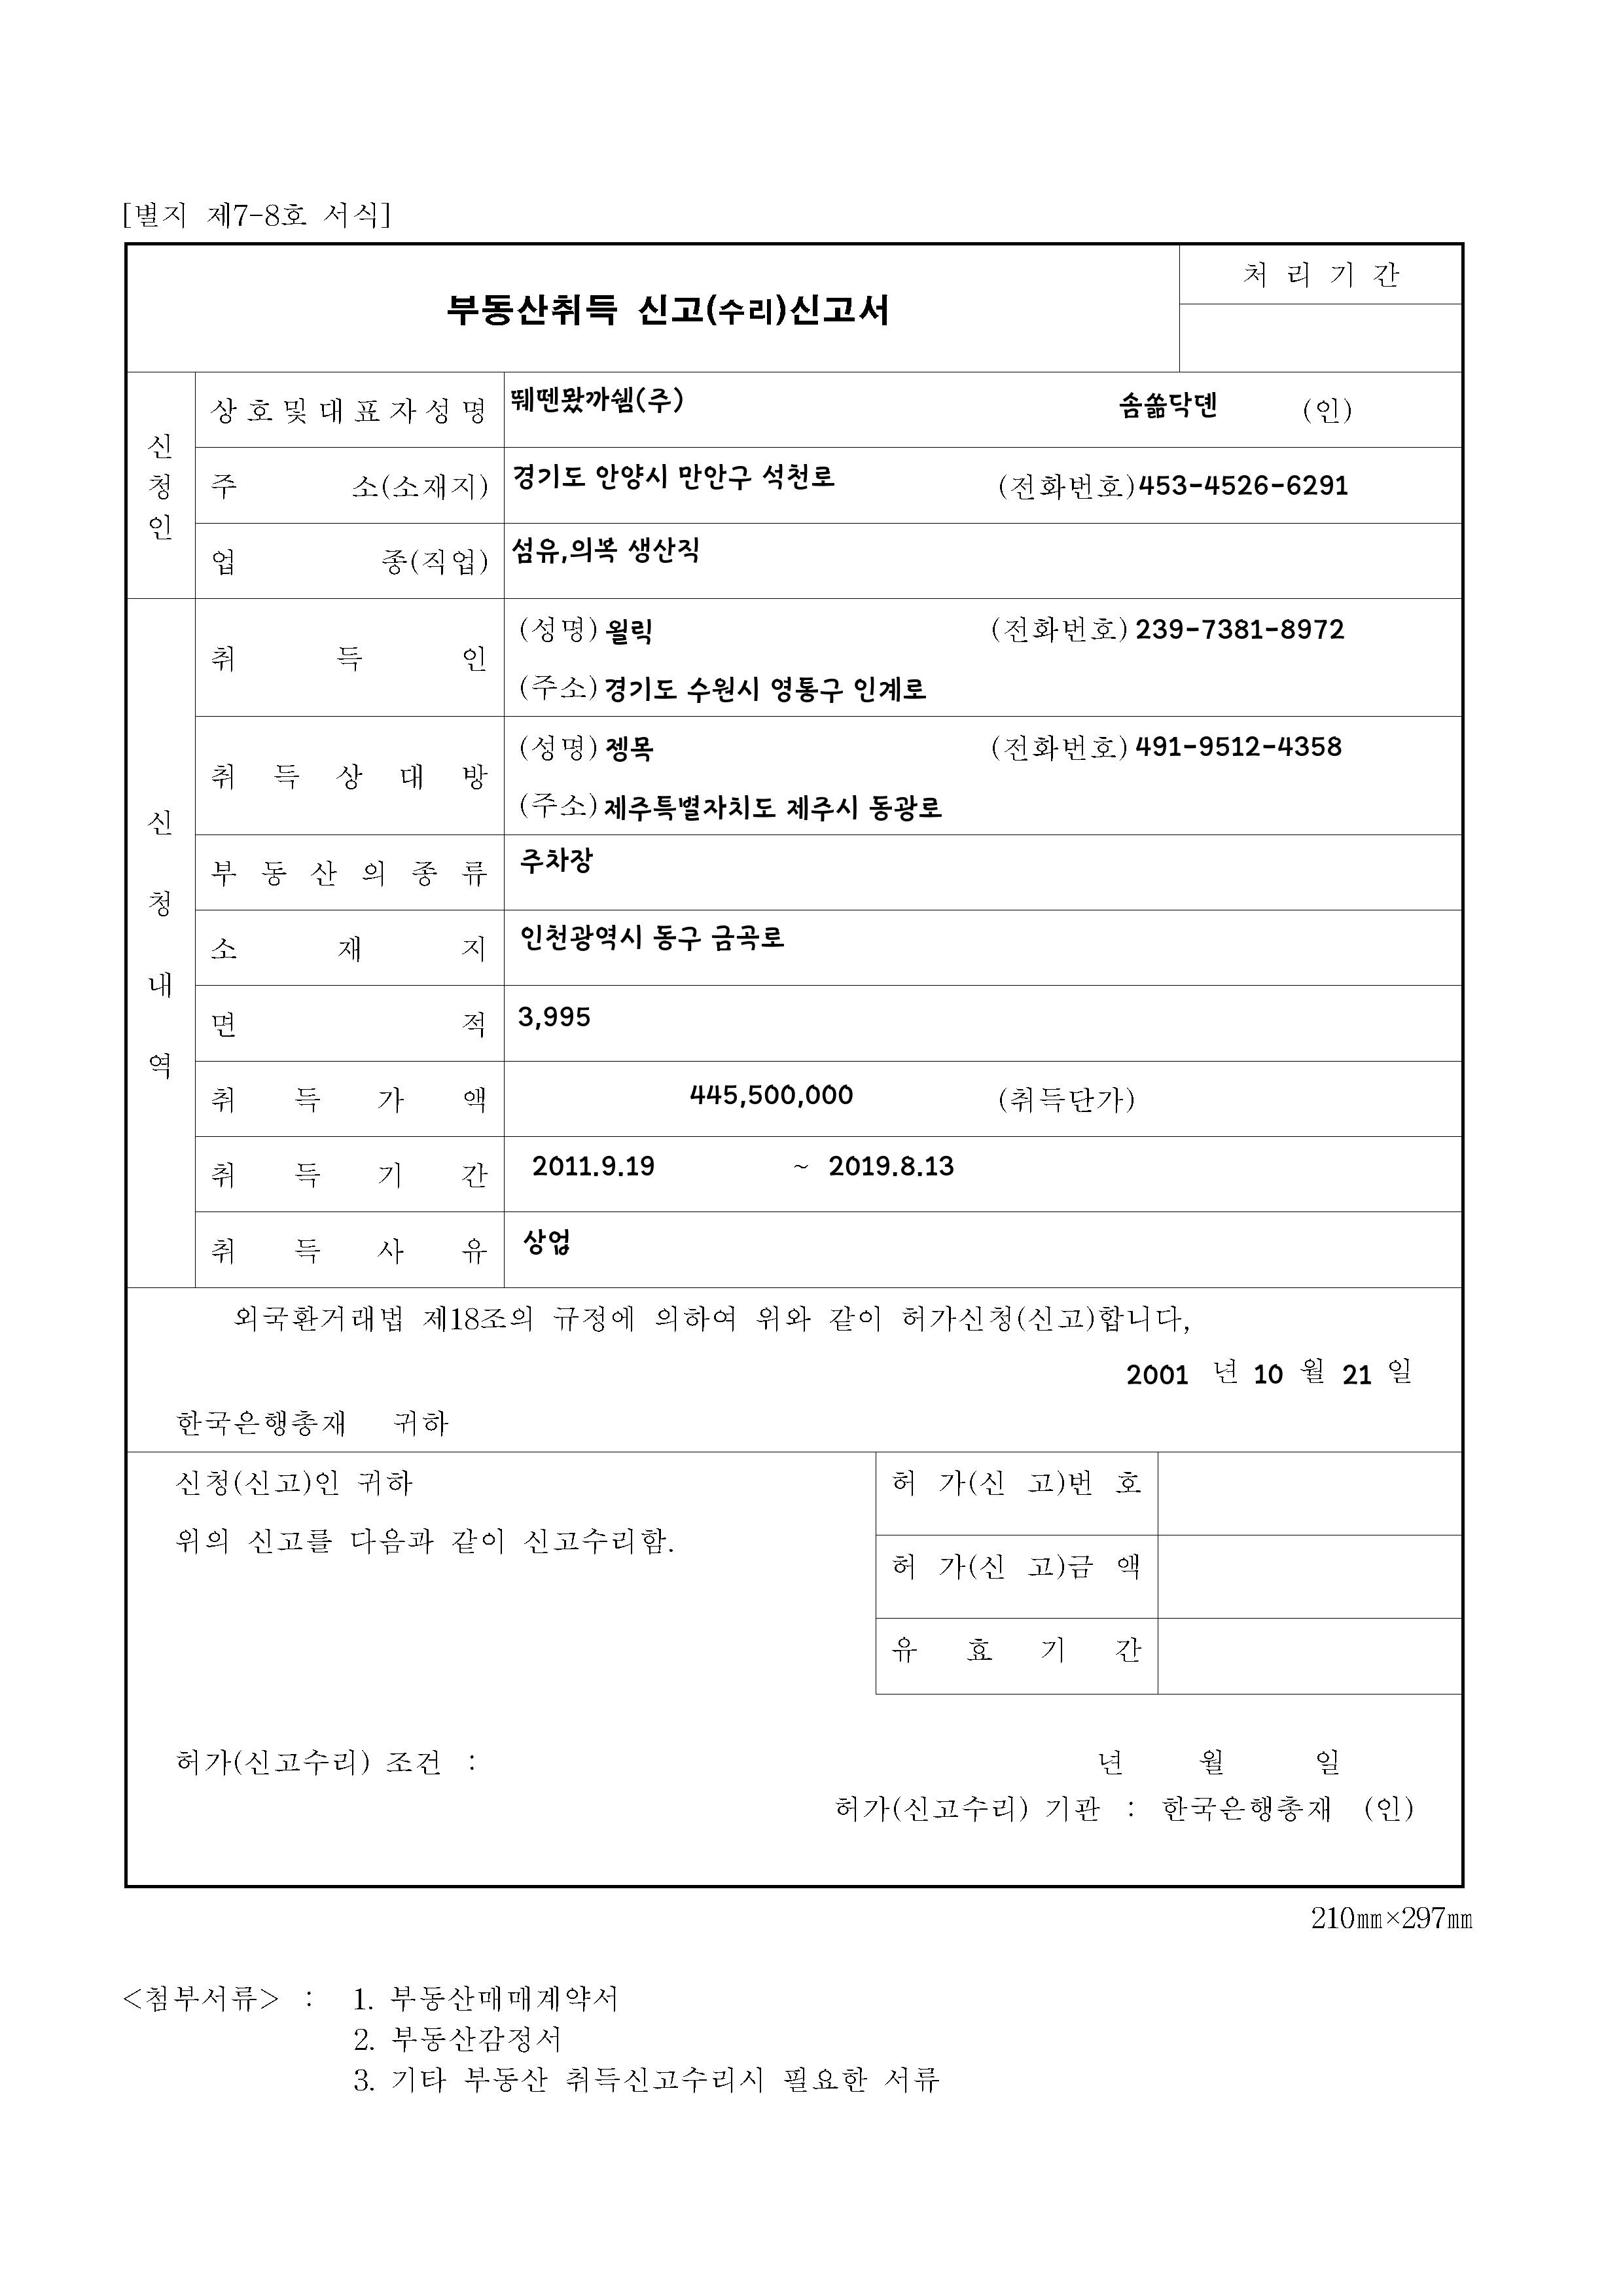 [별지 제7-8호 서식]
부동산취득 신고(수리)신고서
처 리 기 간
신청인
상호및대표자성명 (인)
주 소(소재지) 경기도 안양시 만안구 석천로 (전화번호)453-4526-6291
업 종(직업) 섬유,의복 생산직
신청내역
취 득 인 (성명) 윌릭 (전화번호) 239-7381-8972
(주소) 경기도 수원시 영통구 인계로
취 득 상 대 방 (성명) 젱목 (전화번호) 491-9512-4358
(주소) 제주특별자치도 제주시 동광로
부 동 산 의 종 류 주차장
소 재 지 인천광역시 동구 금곡로
면 적 3,995
취 득 가 액 445,500,000 (취득단가)
취 득 기 간 2011.9.19 ~ 2019.8.13
취 득 사 유 상업
외국환거래법 제18조의 규정에 의하여 위와 같이 허가신청(신고)합니다,
2001 년 10 월 21 일
한국은행총재 귀하
신청(신고)인 귀하
위의 신고를 다음과 같이 신고수리함.
허 가(신 고)번 호
허 가(신 고)금 액
유 효 기 간
허가(신고수리) 조건 : 년 월 일
허가(신고수리) 기관 : 한국은행총재 (인)
210㎜×297㎜
<첨부서류> : 1. 부동산매매계약서
2. 부동산감정서
3. 기타 부동산 취득신고수리시 필요한 서류